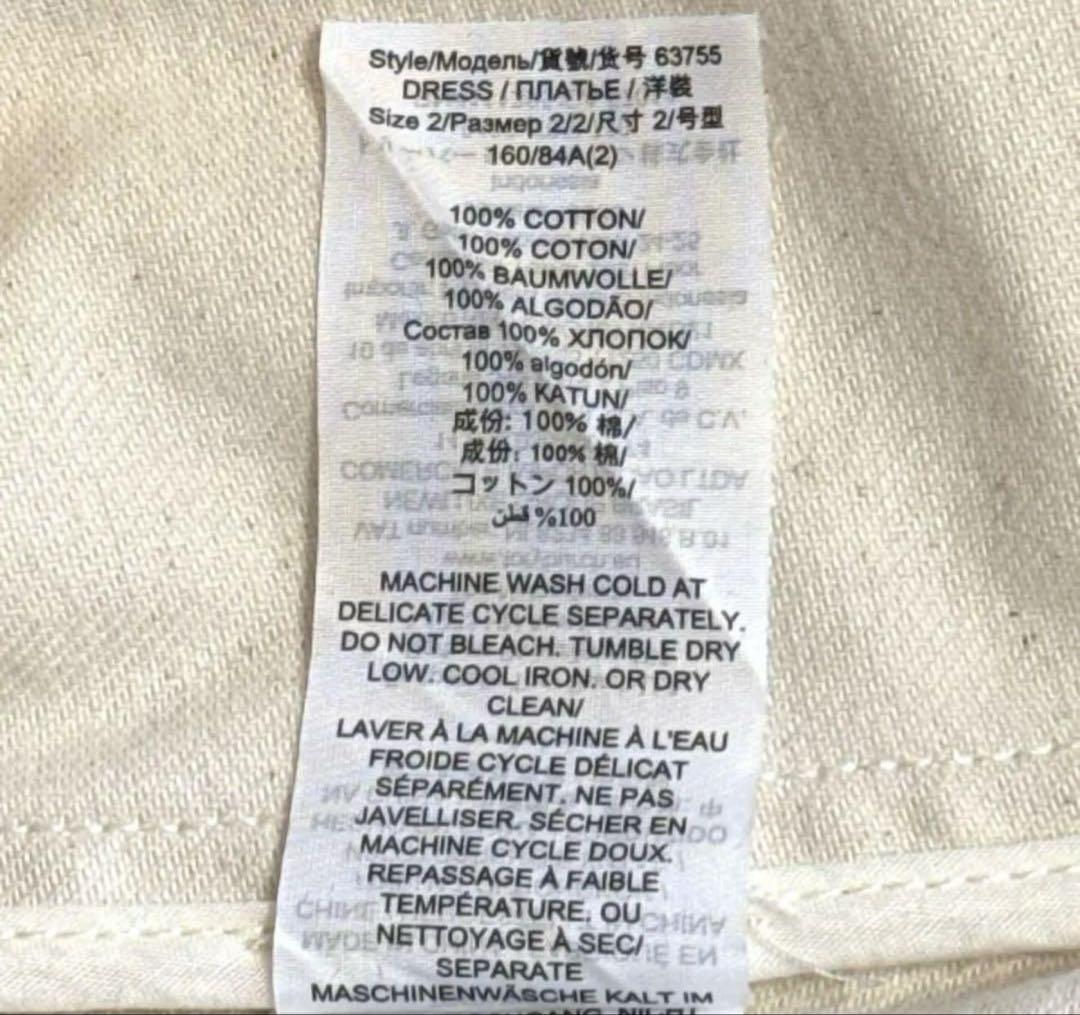 Style/Модель/貨號/货号 63755
DRESS / ПЛАТЬЕ / 洋裝
Size 2/Размер 2/2/尺寸 2/号型
160/84A(2)
100% COTTON/
100% COTON/
100% BAUMWOLLE/
100% ALGODÃO/
Состав 100% ХЛОПОК/
100% algodón/
100% KATUN/
成份: 100% 棉/
成份: 100% 棉/
コットン 100%/
%100 قطن
MACHINE WASH COLD AT
DELICATE CYCLE SEPARATELY.
DO NOT BLEACH. TUMBLE DRY
LOW. COOL IRON. OR DRY
CLEAN/
LAVER À LA MACHINE À L'EAU
FROIDE CYCLE DÉLICAT
SÉPARÉMENT. NE PAS
JAVELLISER. SÉCHER EN
MACHINE CYCLE DOUX.
REPASSAGE À FAIBLE
TEMPÉRATURE. OU
NETTOYAGE À SEC/
SEPARATE
MASCHINENWÄSCHE KALT IM